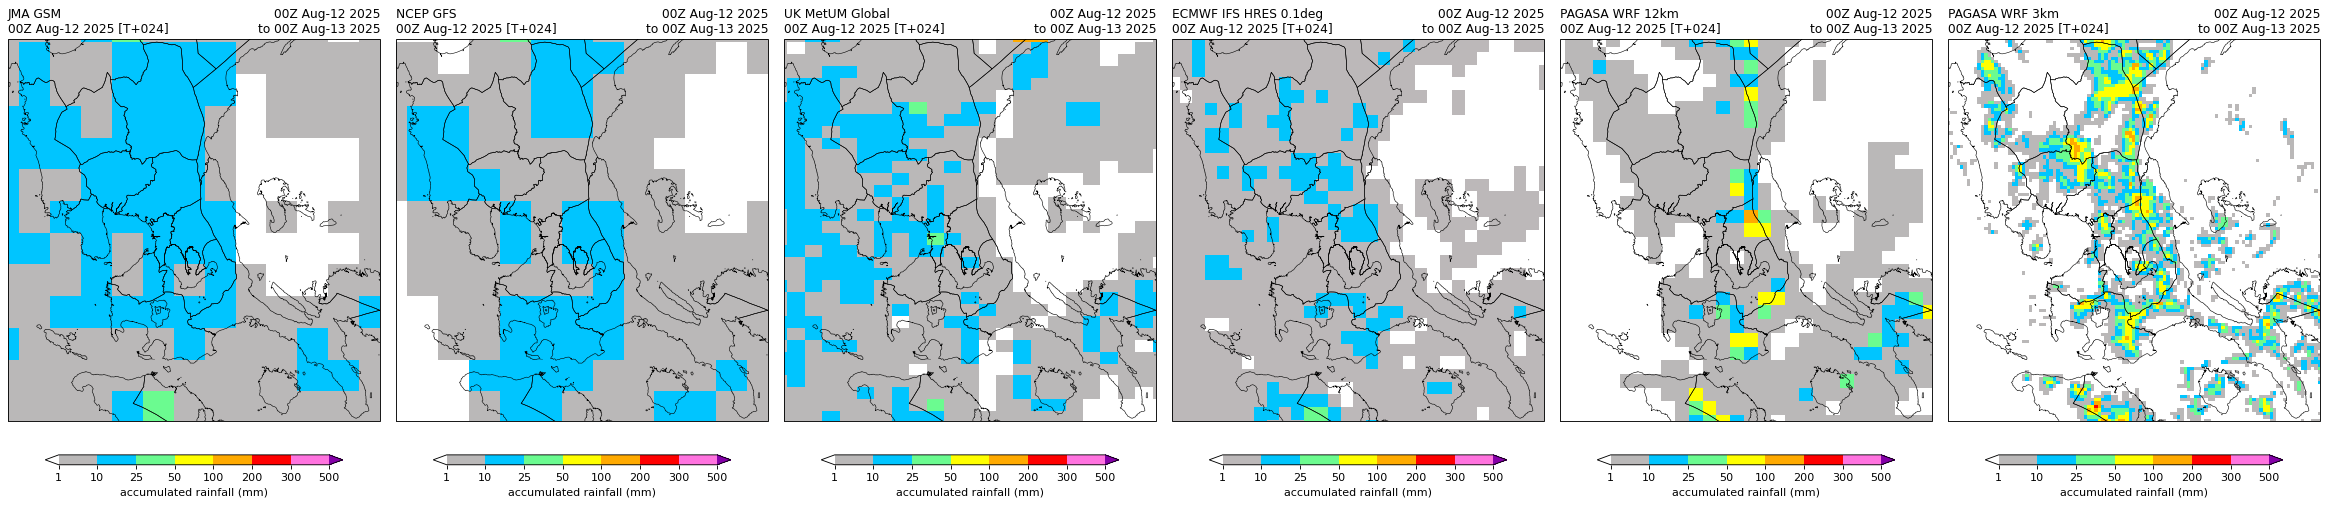 JMA GSM 00Z Aug-12 2025
00Z Aug-12 2025 [T+024] to 00Z Aug-13 2025
1 10 25 50 100 200 300 500
accumulated rainfall (mm)
NCEP GFS 00Z Aug-12 2025
00Z Aug-12 2025 [T+024] to 00Z Aug-13 2025
1 10 25 50 100 200 300 500
accumulated rainfall (mm)
UK MetUM Global 00Z Aug-12 2025
00Z Aug-12 2025 [T+024] to 00Z Aug-13 2025
1 10 25 50 100 200 300 500
accumulated rainfall (mm)
ECMWF IFS HRES 0.1deg 00Z Aug-12 2025
00Z Aug-12 2025 [T+024] to 00Z Aug-13 2025
1 10 25 50 100 200 300 500
accumulated rainfall (mm)
PAGASA WRF 12km 00Z Aug-12 2025
00Z Aug-12 2025 [T+024] to 00Z Aug-13 2025
1 10 25 50 100 200 300 500
accumulated rainfall (mm)
PAGASA WRF 3km 00Z Aug-12 2025
00Z Aug-12 2025 [T+024] to 00Z Aug-13 2025
1 10 25 50 100 200 300 500
accumulated rainfall (mm)